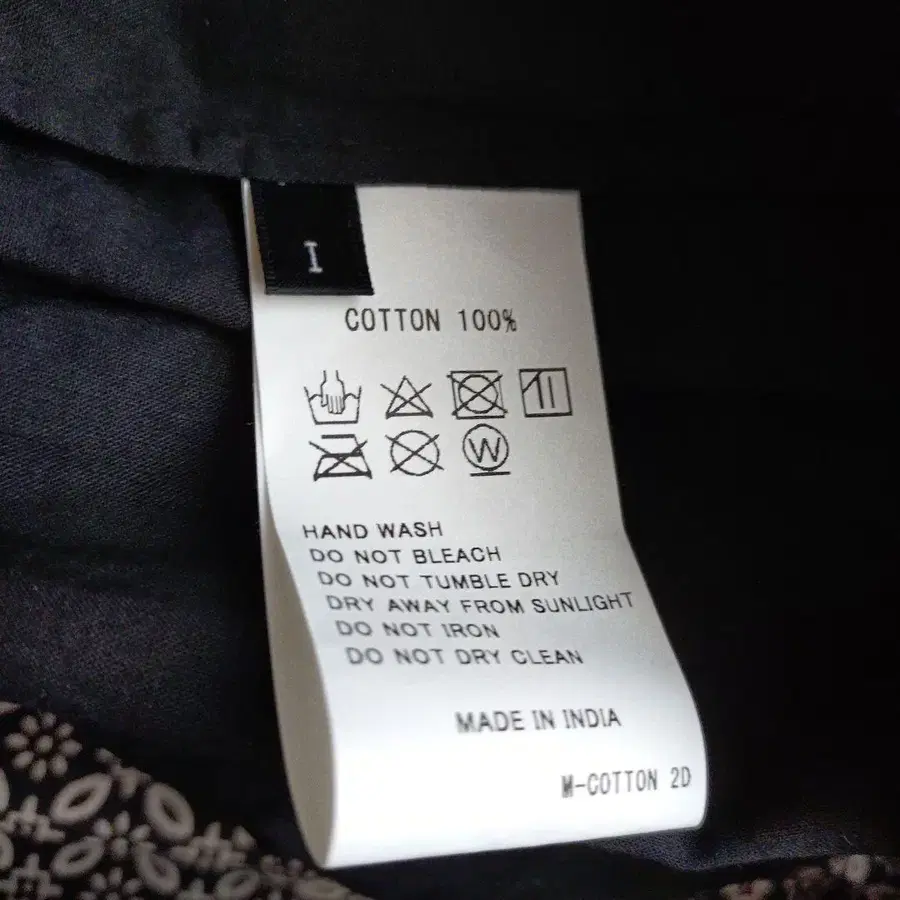 I
COTTON 100%
W
HAND WASH
DO NOT BLEACH
DO NOT TUMBLE DRY
DRY AWAY FROM SUNLIGHT
DO NOT IRON
DO NOT DRY CLEAN
MADE IN INDIA
M-COTTON 2D